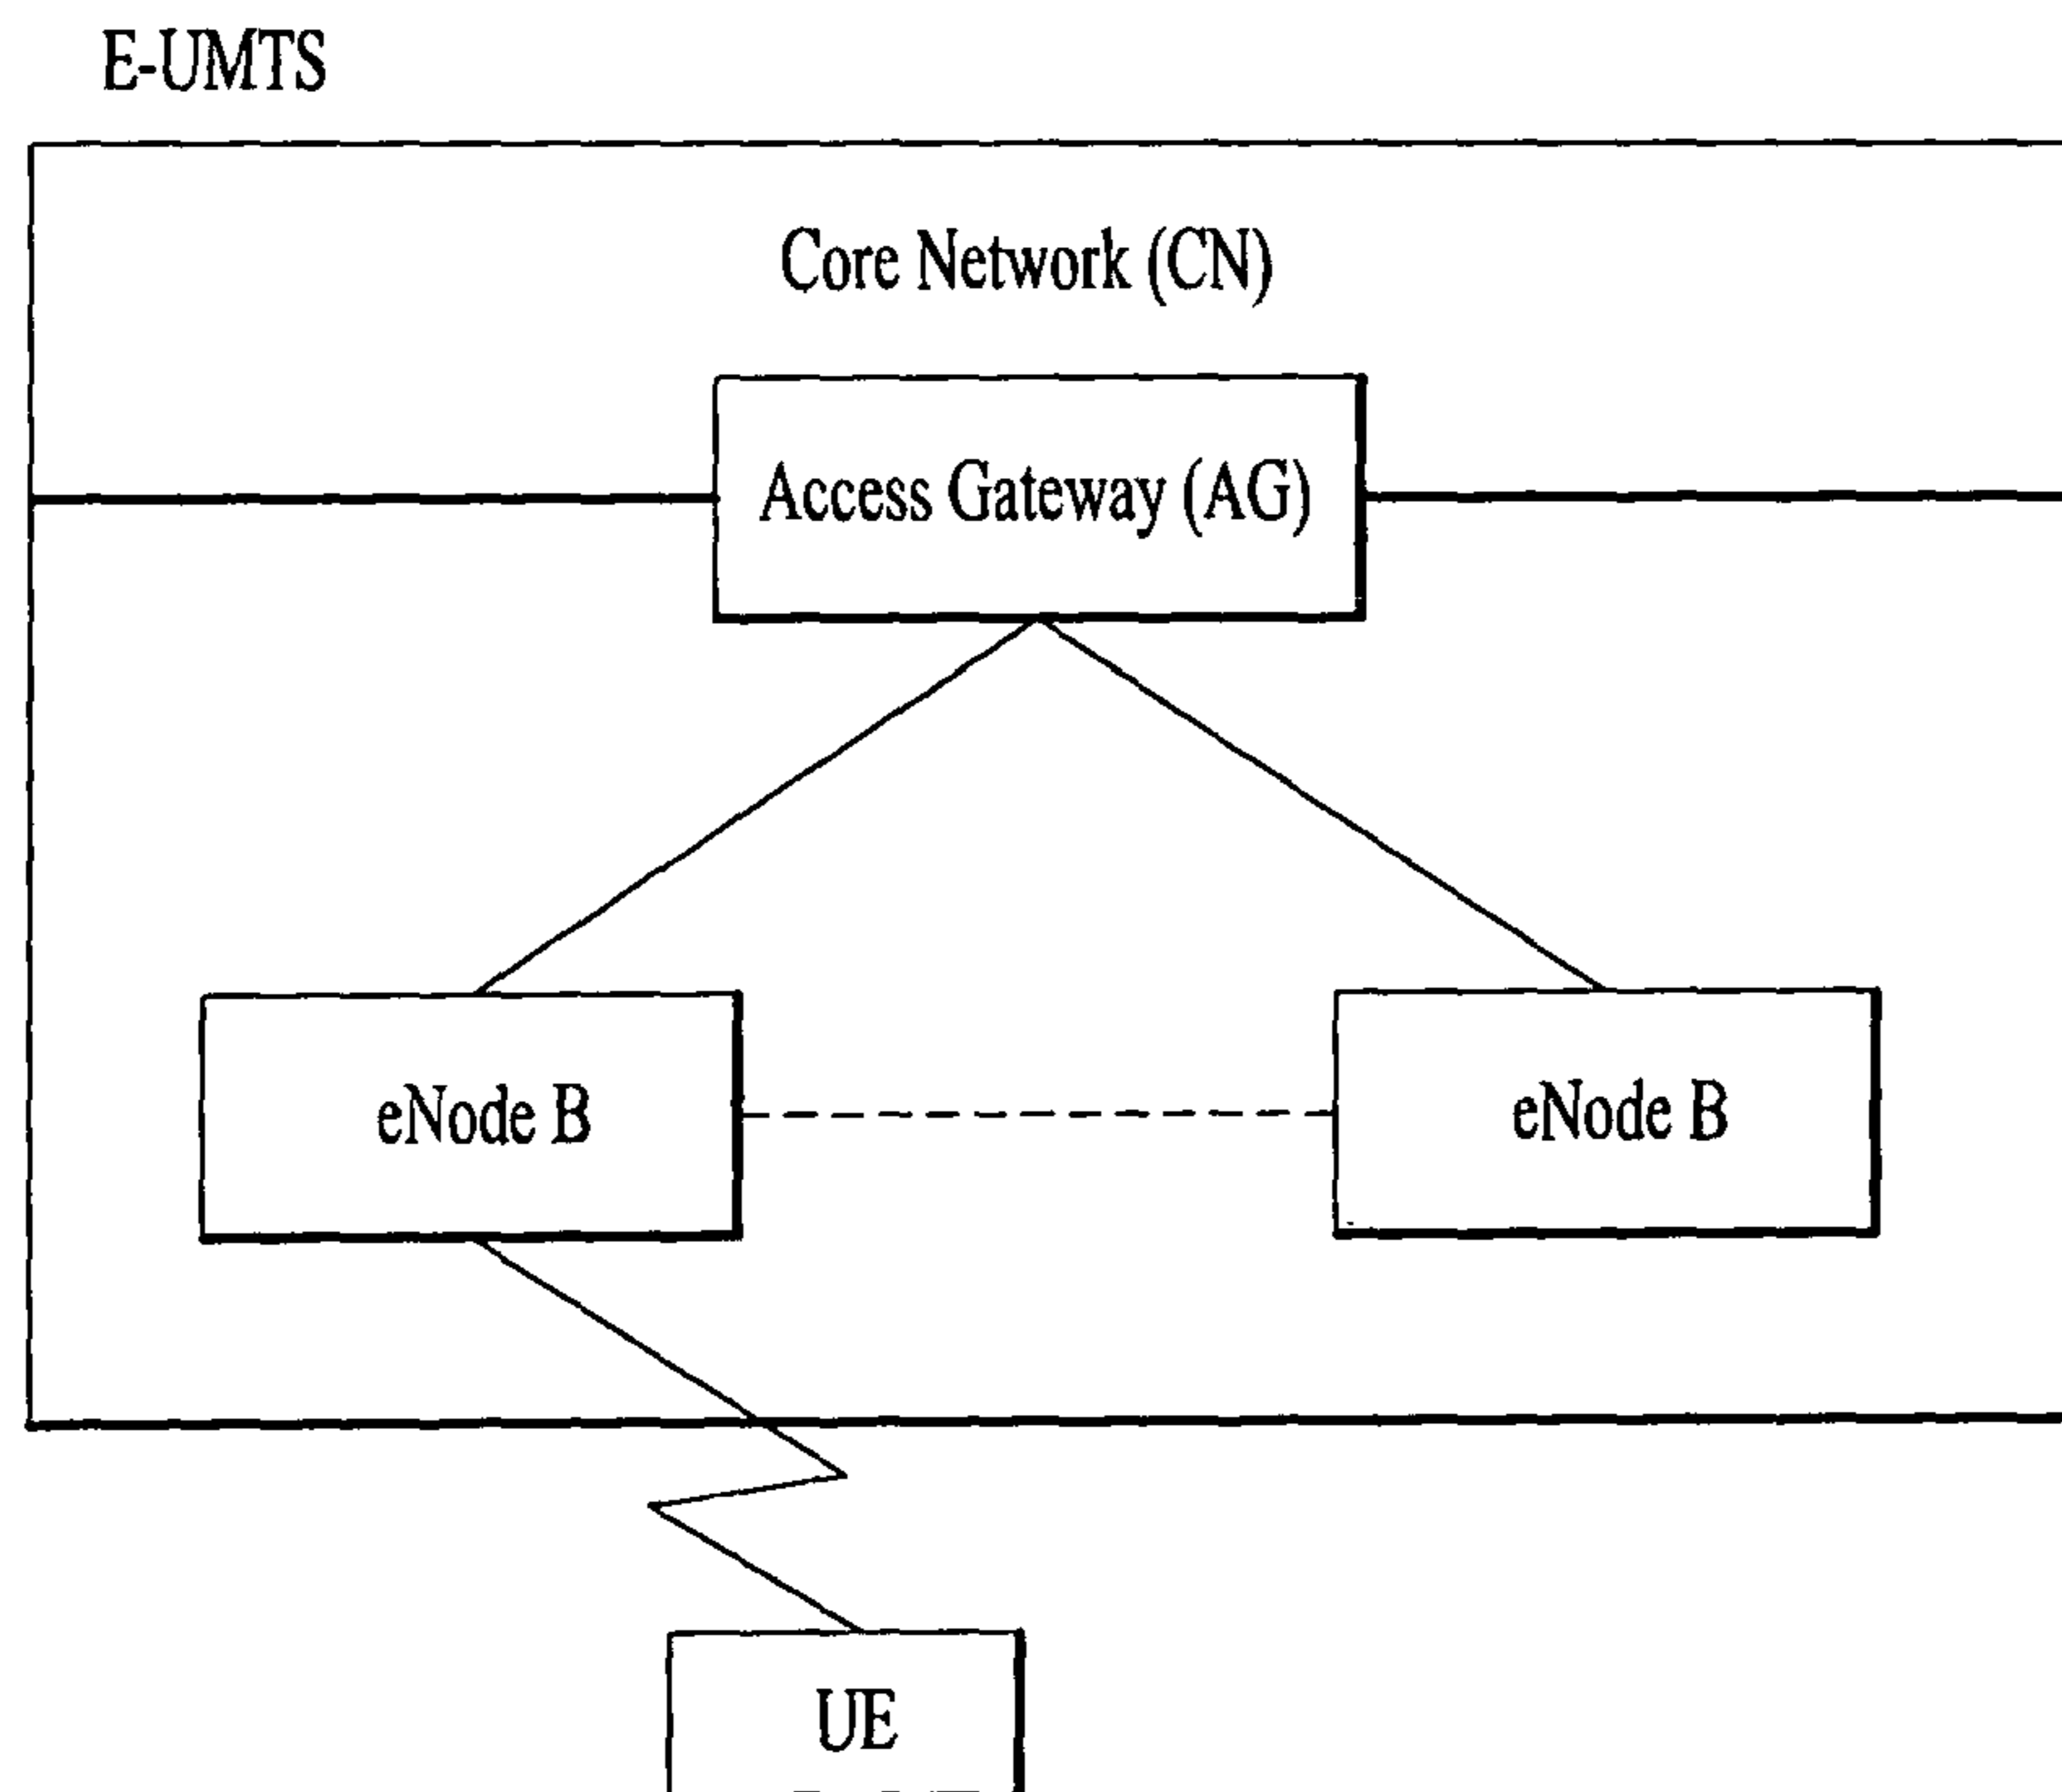 E-UMTS
Core Network (CN)
Access Gateway (AG)
eNode B
eNode B
UE